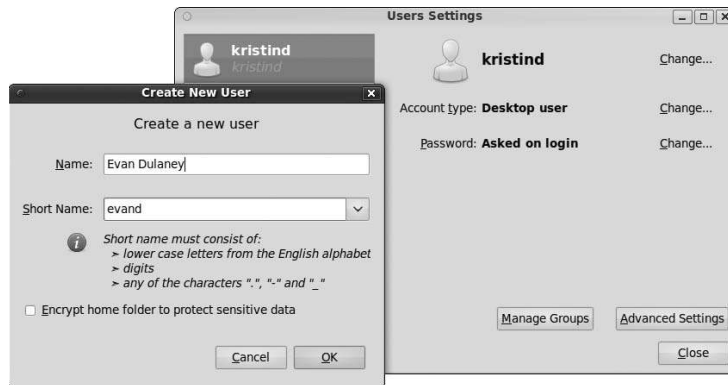 Users Settings
kristind
kristind
kristind
Change...
Account type: Desktop user
Change...
Password: Asked on login
Change...
Manage Groups
Advanced Settings
Close
Create New User
Create a new user
Name: Evan Dulaney
Short Name: evand
Short name must consist of:
➢ lower case letters from the English alphabet
➢ digits
➢ any of the characters ".", "-" and "_"
Encrypt home folder to protect sensitive data
Cancel
OK